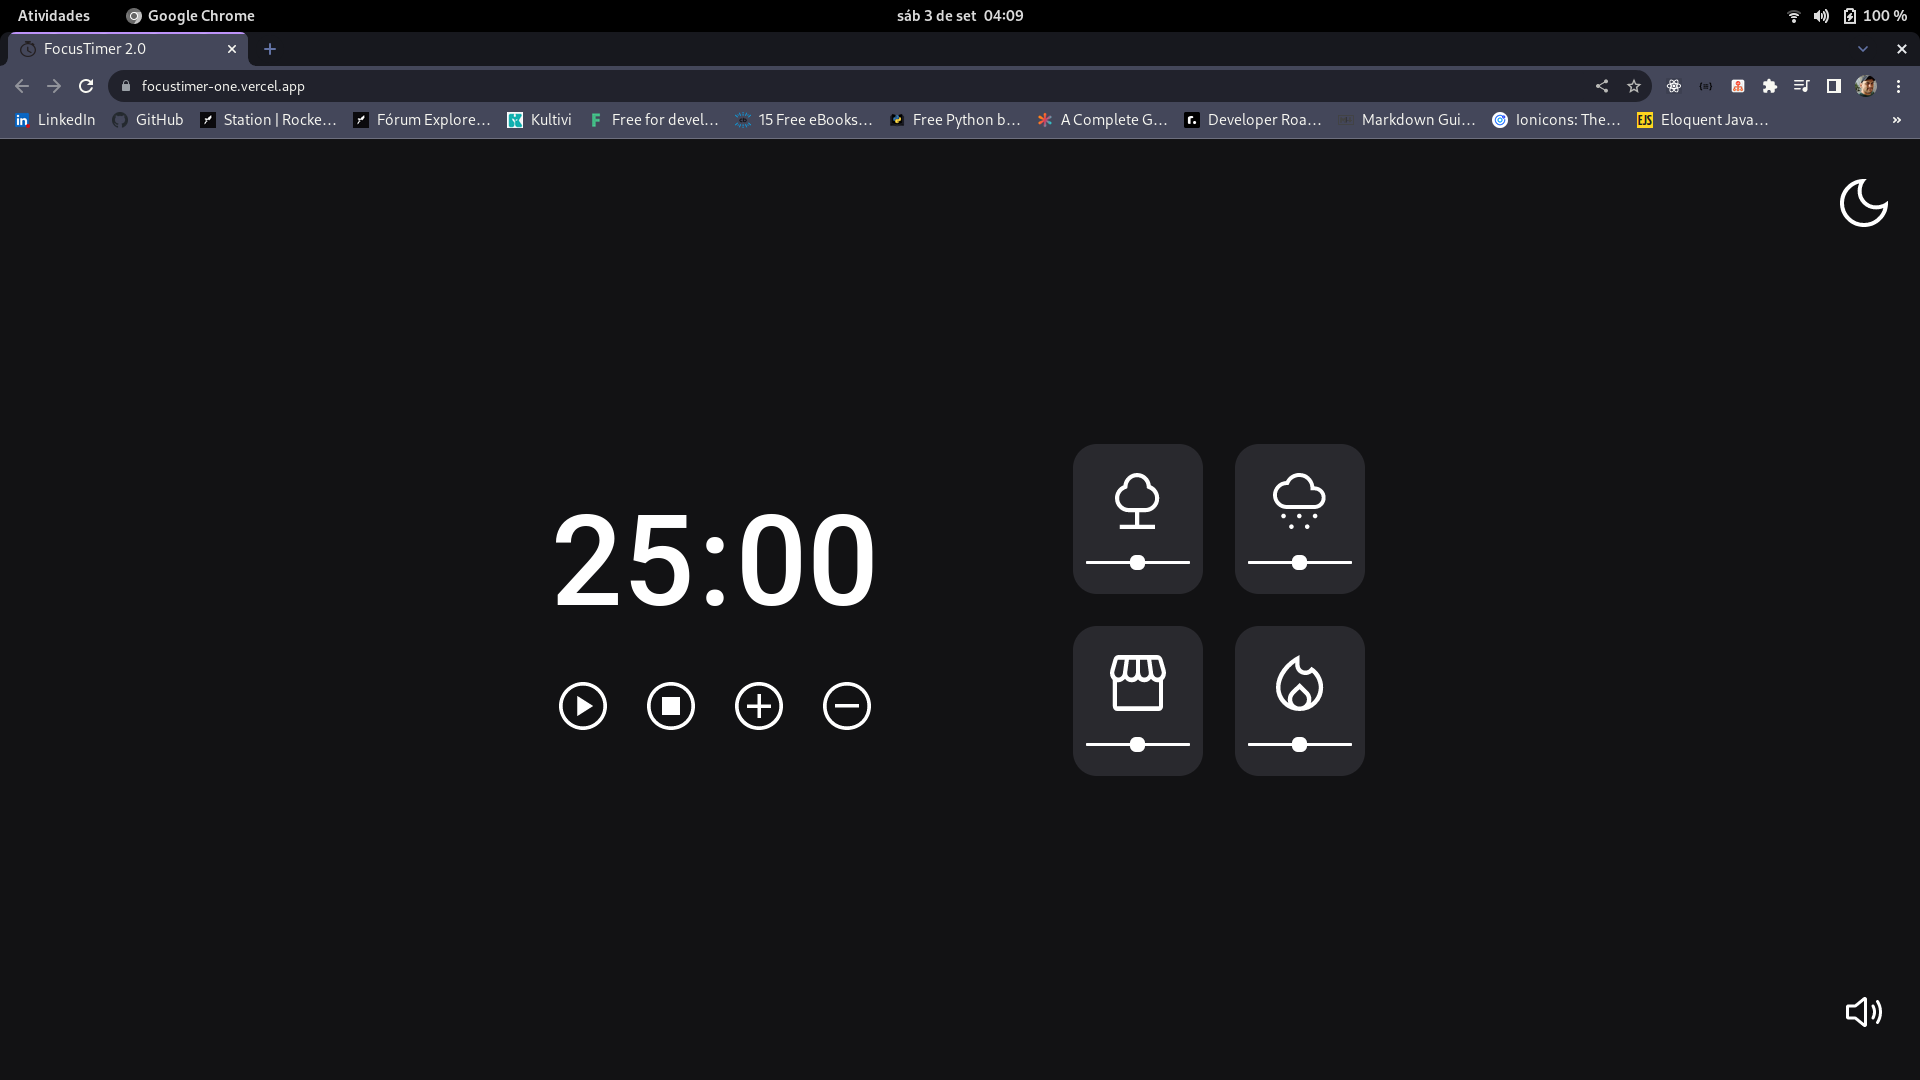 Atividades Google Chrome sáb 3 de set 04:09 100 %
FocusTimer 2.0
focustimer-one.vercel.app
LinkedIn GitHub Station | Rocke... Fórum Explore... Kultivi Free for devel... 15 Free eBooks... Free Python b... A Complete G... Developer Roa... Markdown Gui... Ionicons: The... EJS Eloquent Java... »
25:00